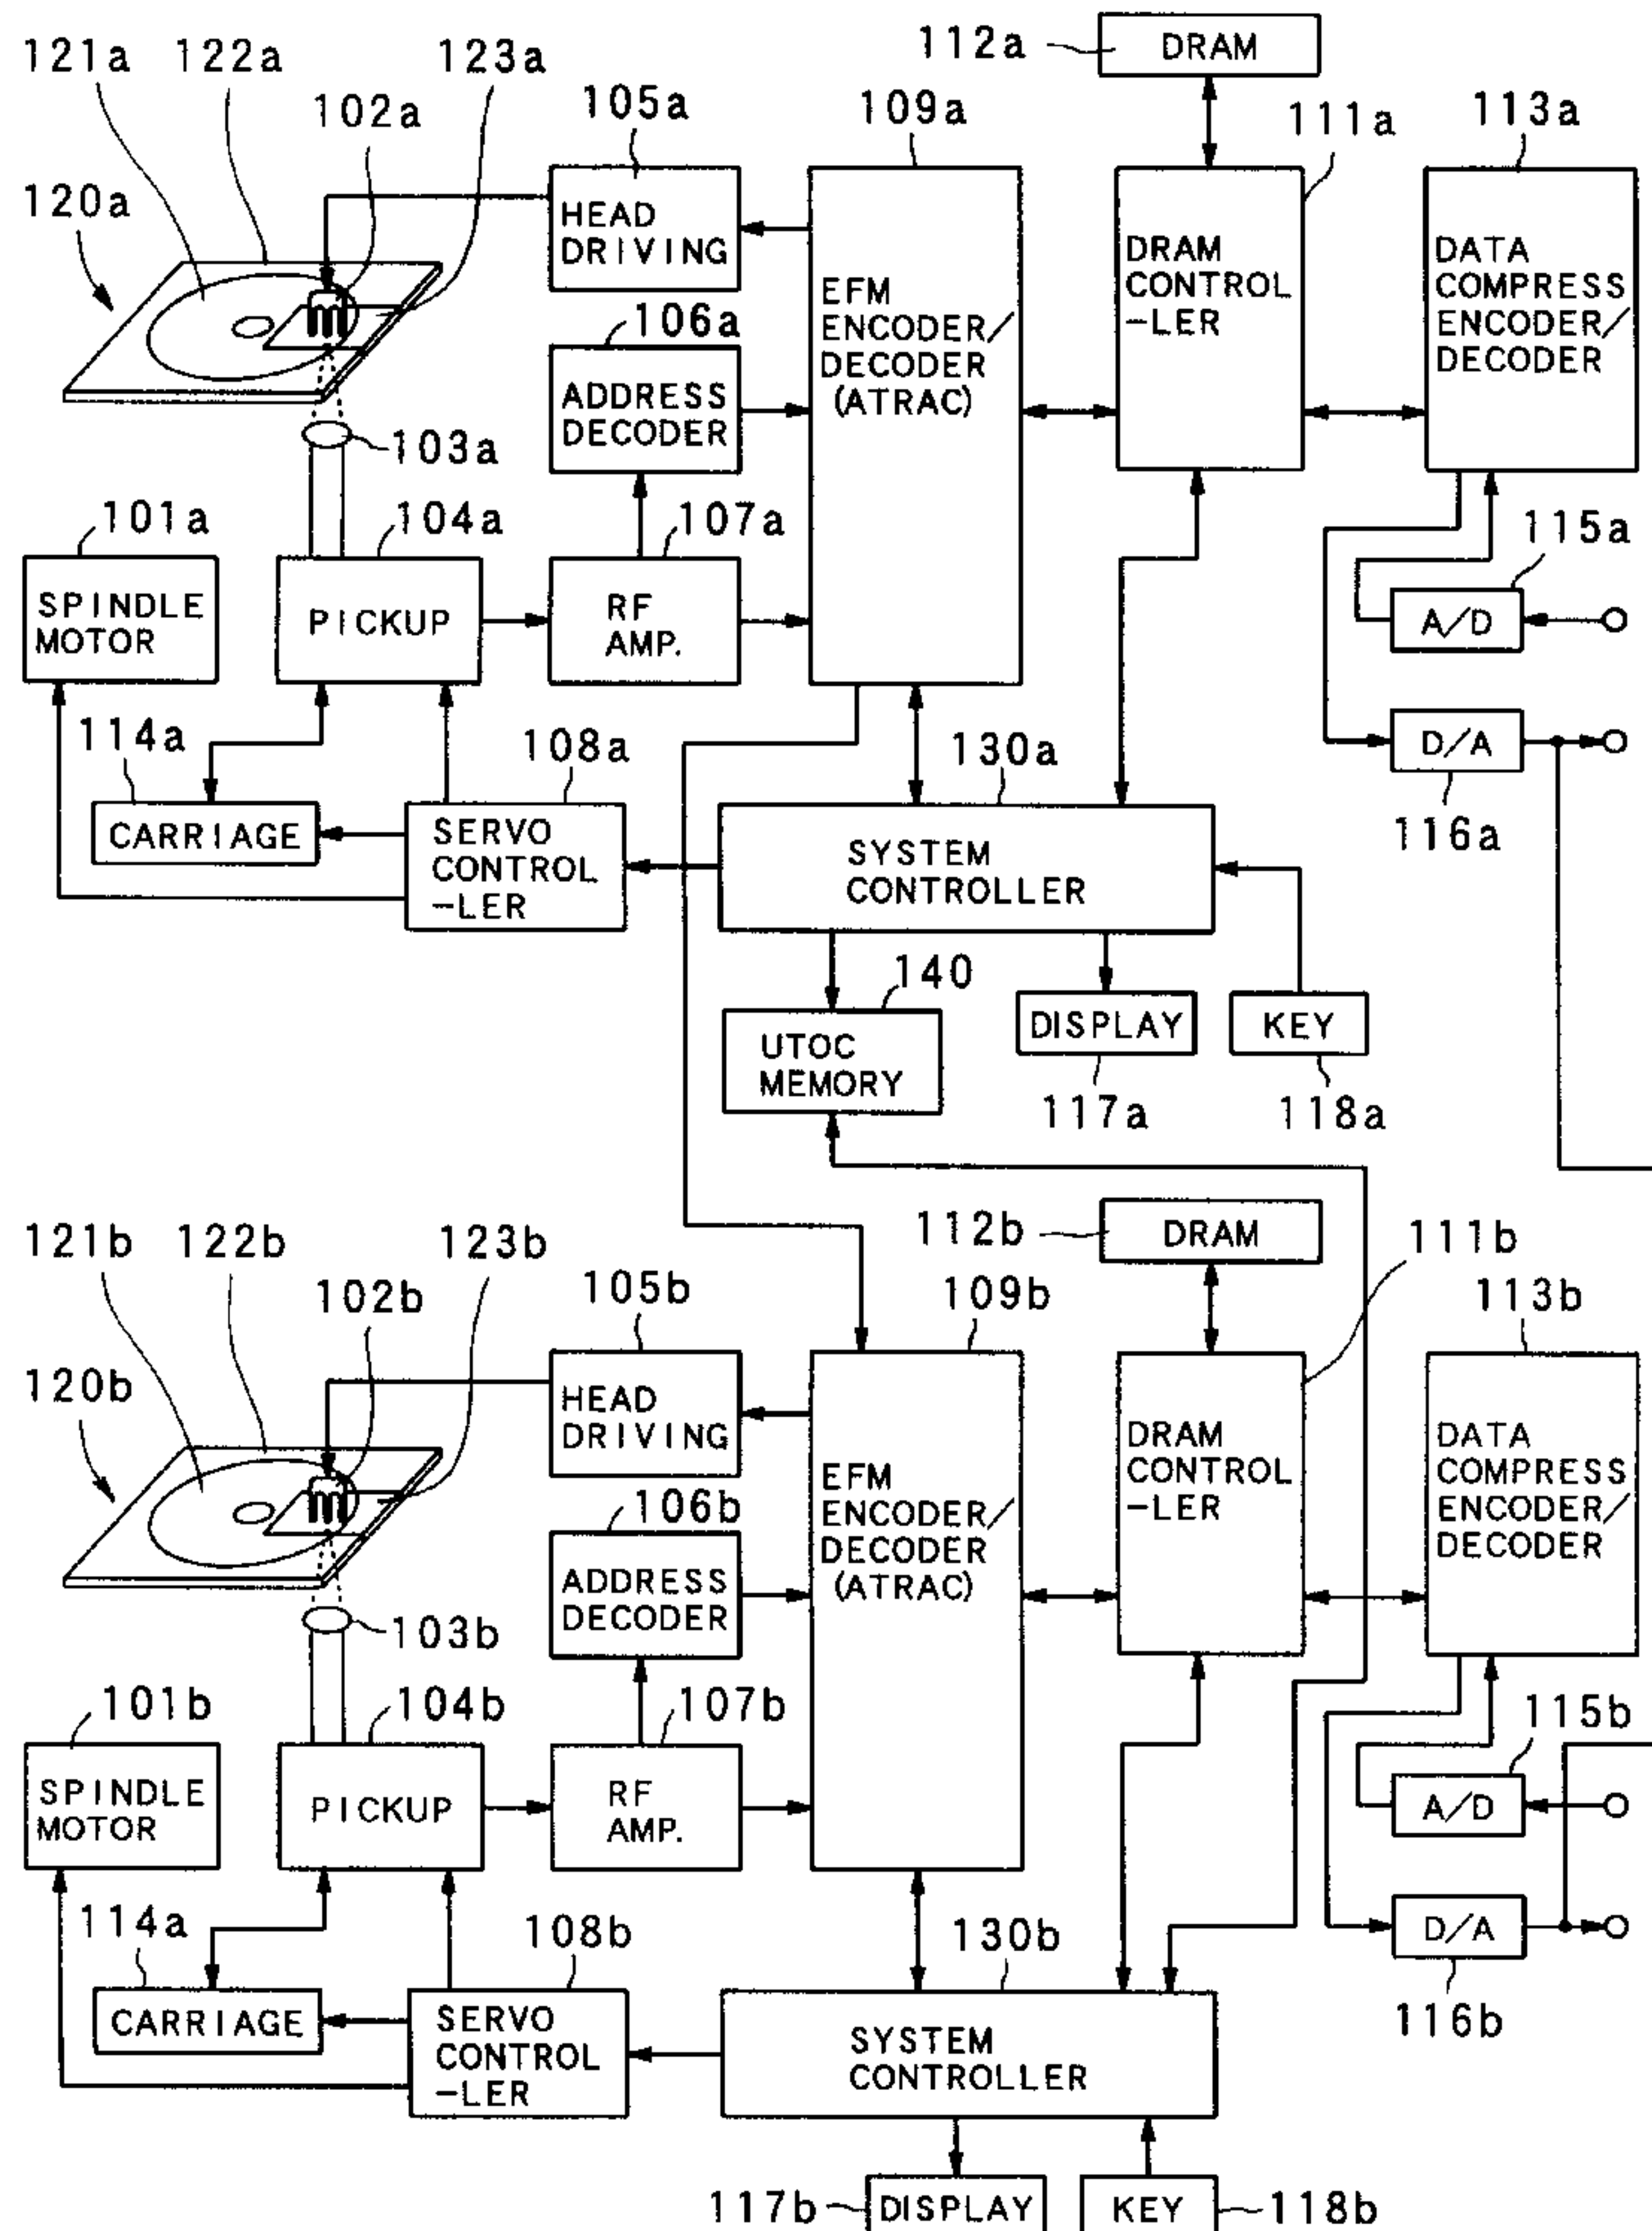 112a
DRAM
121a
122a
123a
102a
105a
109a
111a
113a
120a
HEAD
DRIVING
EFM
ENCODER/
DECODER
(ATRAC)
DRAM
CONTROL
-LER
DATA
COMPRESS
ENCODER/
DECODER
106a
ADDRESS
DECODER
103a
101a
104a
107a
115a
SPINDLE
MOTOR
PICKUP
RF
AMP.
A/D
114a
108a
130a
D/A
116a
CARRIAGE
SERVO
CONTROL
-LER
SYSTEM
CONTROLLER
140
UTOC
MEMORY
DISPLAY
KEY
117a
118a
112b
DRAM
121b
122b
123b
102b
105b
109b
111b
113b
120b
HEAD
DRIVING
EFM
ENCODER/
DECODER
(ATRAC)
DRAM
CONTROL
-LER
DATA
COMPRESS
ENCODER/
DECODER
106b
ADDRESS
DECODER
103b
101b
104b
107b
115b
SPINDLE
MOTOR
PICKUP
RF
AMP.
A/D
114a
108b
130b
D/A
116b
CARRIAGE
SERVO
CONTROL
-LER
SYSTEM
CONTROLLER
117b
DISPLAY
KEY
118b